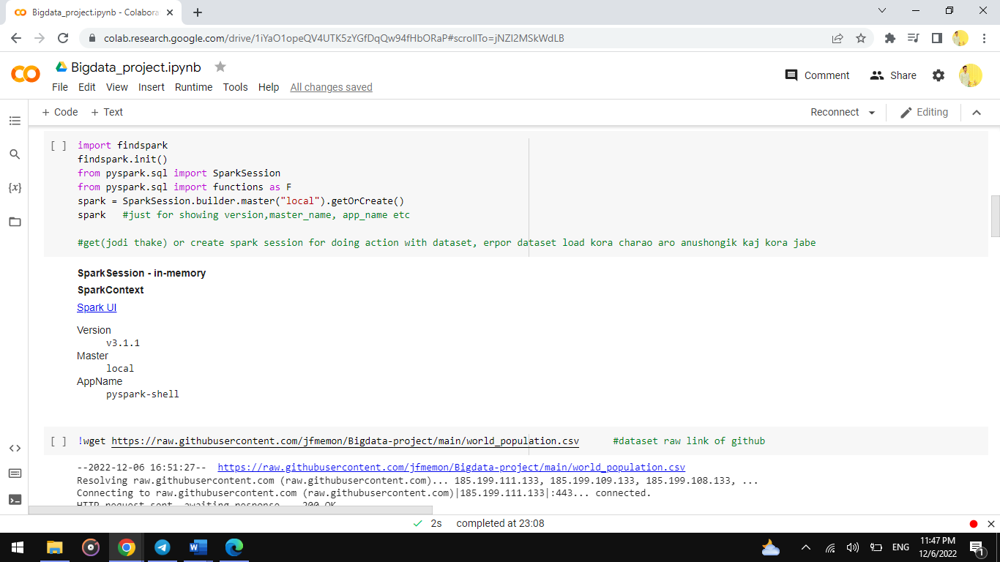 Bigdata_project.ipynb - Colabora
colab.research.google.com/drive/1iYaO1opeQV4UTK5zYGfDqQw94fHbORaP#scrollTo=jNZl2MSkWdLB
Bigdata_project.ipynb
File Edit View Insert Runtime Tools Help All changes saved
Comment Share
+ Code + Text
Reconnect Editing
[ ] import findspark
findspark.init()
from pyspark.sql import SparkSession
from pyspark.sql import functions as F
spark = SparkSession.builder.master("local").getOrCreate()
spark #just for showing version,master_name, app_name etc
#get(jodi thake) or create spark session for doing action with dataset, erpor dataset load kora charao aro anushongik kaj kora jabe
SparkSession - in-memory
SparkContext
Spark UI
Version
v3.1.1
Master
local
AppName
pyspark-shell
[ ] !wget https://raw.githubusercontent.com/jfmemon/Bigdata-project/main/world_population.csv #dataset raw link of github
--2022-12-06 16:51:27-- https://raw.githubusercontent.com/jfmemon/Bigdata-project/main/world_population.csv
Resolving raw.githubusercontent.com (raw.githubusercontent.com)... 185.199.111.133, 185.199.109.133, 185.199.108.133, ...
Connecting to raw.githubusercontent.com (raw.githubusercontent.com)|185.199.111.133|:443... connected.
HTTP request sent, awaiting response... 200 OK
2s completed at 23:08
ENG
11:47 PM
12/6/2022
1